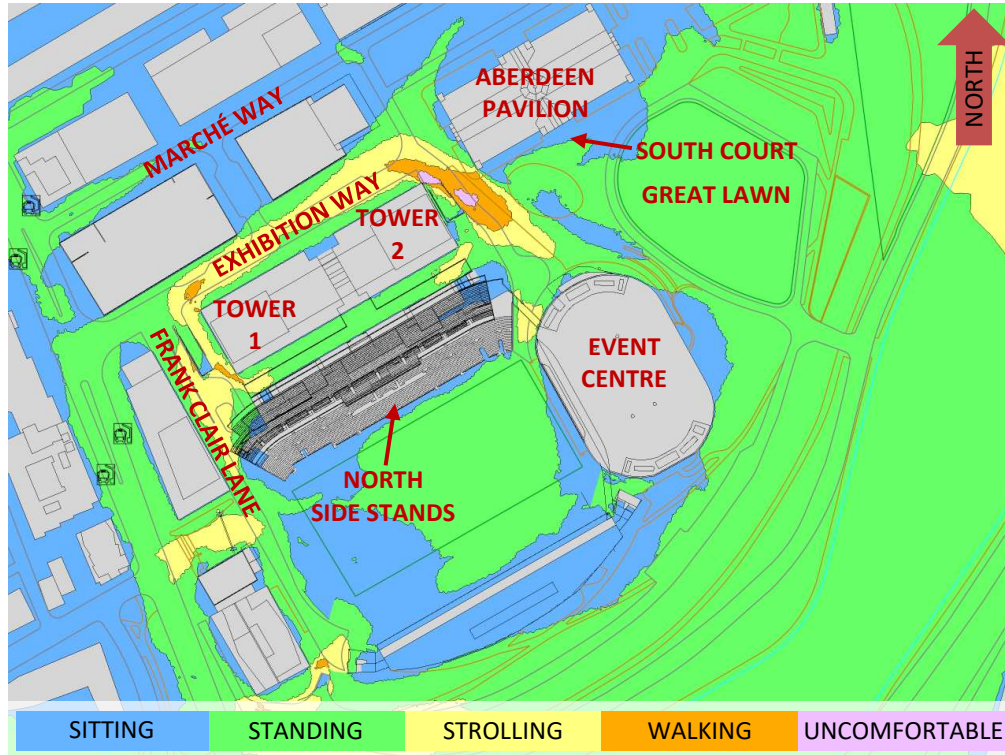 NORTH
ABERDEEN
PAVILION
MARCHÉ WAY
SOUTH COURT
GREAT LAWN
EXHIBITION WAY
TOWER
2
TOWER
1
FRANK CLAIR LANE
EVENT
CENTRE
NORTH
SIDE STANDS
SITTING
STANDING
STROLLING
WALKING
UNCOMFORTABLE